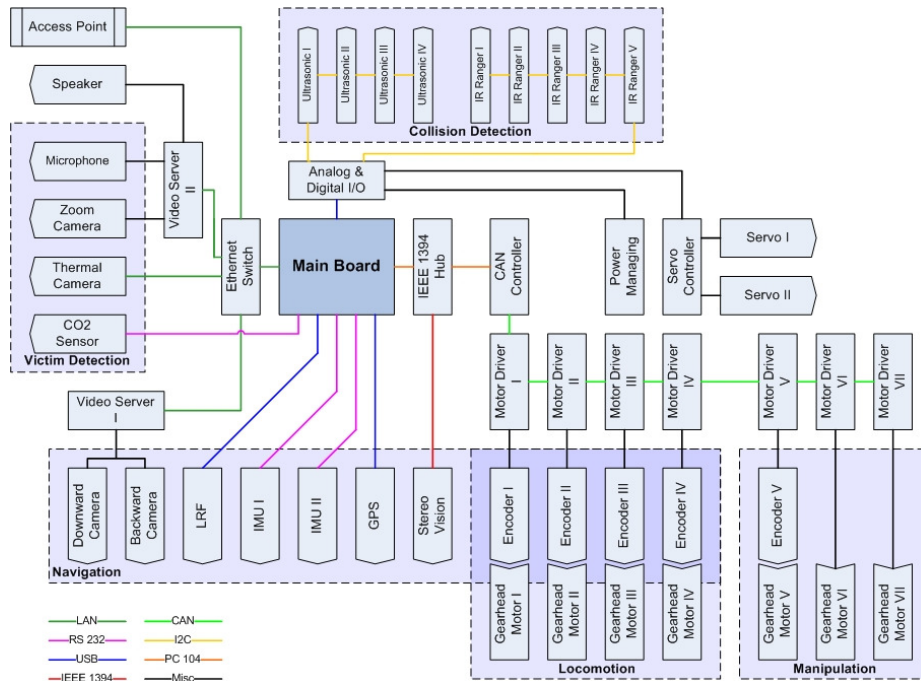 Access Point
Speaker
Microphone
Zoom
Camera
Thermal
Camera
CO2
Sensor
Victim Detection
Video Server
II
Ethernet
Switch
Ultrasonic I
Ultrasonic II
Ultrasonic III
Ultrasonic IV
IR Ranger I
IR Ranger II
IR Ranger III
IR Ranger IV
IR Ranger V
Collision Detection
Analog &
Digital I/O
Main Board
IEEE 1394
Hub
CAN
Controller
Power
Managing
Servo
Controller
Servo I
Servo II
Video Server
I
Motor Driver
I
Motor Driver
II
Motor Driver
III
Motor Driver
IV
Motor Driver
V
Motor Driver
VI
Motor Driver
VII
Downward
Camera
Backward
Camera
LRF
IMU I
IMU II
GPS
Stereo
Vision
Navigation
Encoder I
Encoder II
Encoder III
Encoder IV
Encoder V
Gearhead
Motor I
Gearhead
Motor II
Gearhead
Motor III
Gearhead
Motor IV
Gearhead
Motor V
Gearhead
Motor VI
Gearhead
Motor VII
Locomotion
Manipulation
LAN
CAN
RS 232
I2C
USB
PC 104
IEEE 1394
Misc